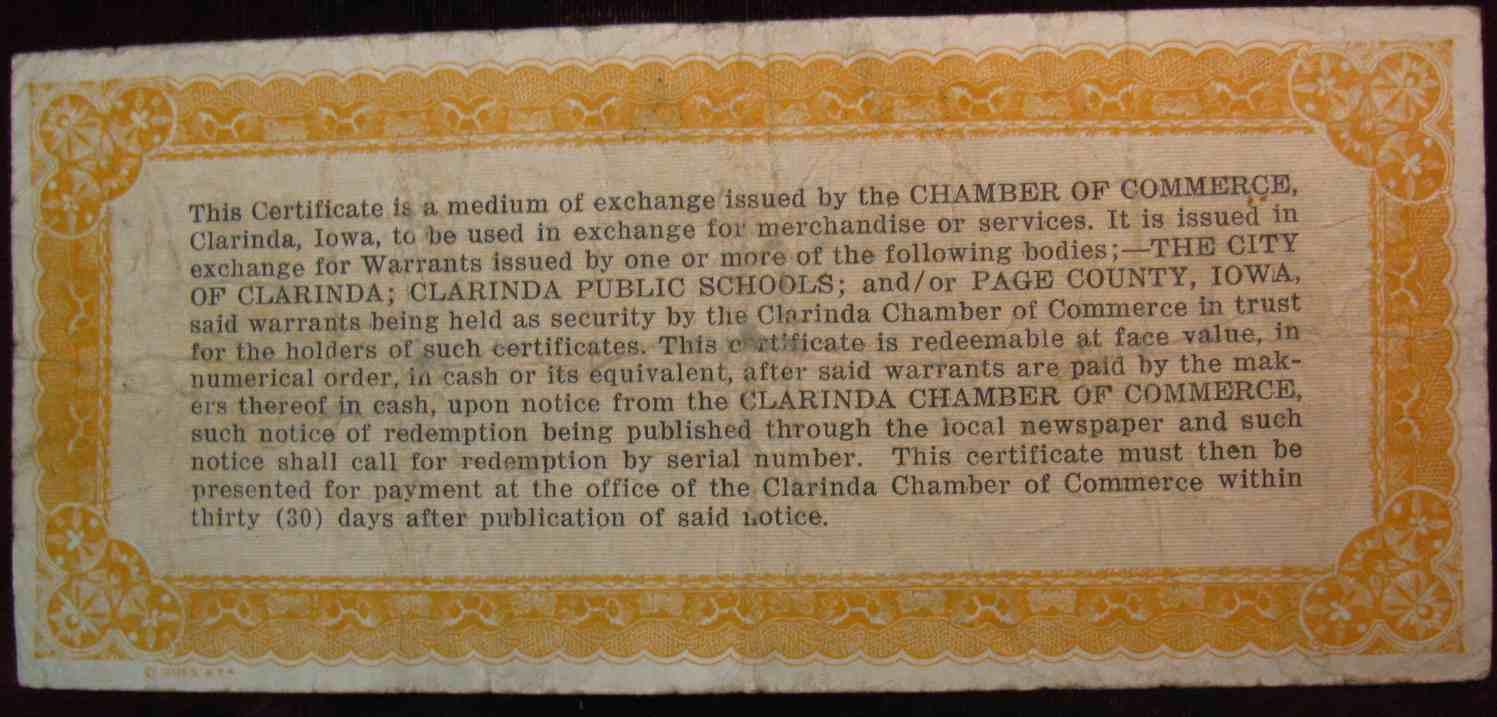 This Certificate is a medium of exchange issued by the CHAMBER OF COMMERCE,
Clarinda, Iowa, to be used in exchange for merchandise or services. It is issued in
exchange for Warrants issued by one or more of the following bodies;—THE CITY
OF CLARINDA; CLARINDA PUBLIC SCHOOLS; and/or PAGE COUNTY, IOWA,
said warrants being held as security by the Clarinda Chamber of Commerce in trust
for the holders of such certificates. This certificate is redeemable at face value, in
numerical order, in cash or its equivalent, after said warrants are paid by the mak-
ers thereof in cash, upon notice from the CLARINDA CHAMBER OF COMMERCE,
such notice of redemption being published through the local newspaper and such
notice shall call for redemption by serial number. This certificate must then be
presented for payment at the office of the Clarinda Chamber of Commerce within
thirty (30) days after publication of said notice.